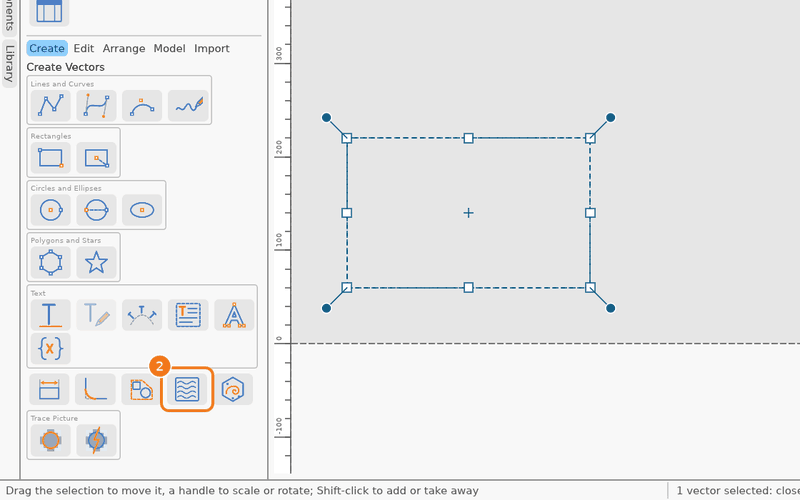 nents
Library
Create Edit Arrange Model Import
Create Vectors
Lines and Curves
Rectangles
Circles and Ellipses
Polygons and Stars
Text
T
T
T
A
{X}
2
Trace Picture
300
200
100
0
-100
Drag the selection to move it, a handle to scale or rotate; Shift-click to add or take away
1 vector selected: close